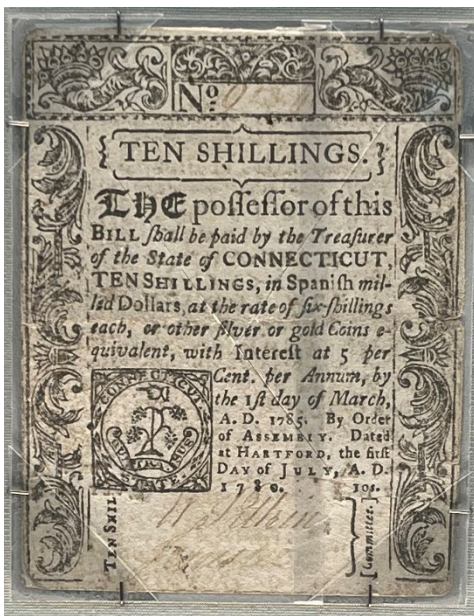 No.
{ TEN SHILLINGS. }
THE poſſeſſor of this
BILL ſhall be paid by the Treaſurer
of the State of CONNECTICUT,
TEN SHILLINGS, in Spaniſh mil-
led Dollars, at the rate of ſix-ſhillings
each, or other ſilver or gold Coins e-
quivalent, with Intereſt at 5 per
Cent. per Annum, by
the 1ſt day of March,
A. D. 1785. By Order
of ASSEMBLY. Dated
at HARTFORD, the firſt
DAY of JULY, A. D.
1780. 10s.
CONNECTICUT
STATE
TEN SHIL
Committee.